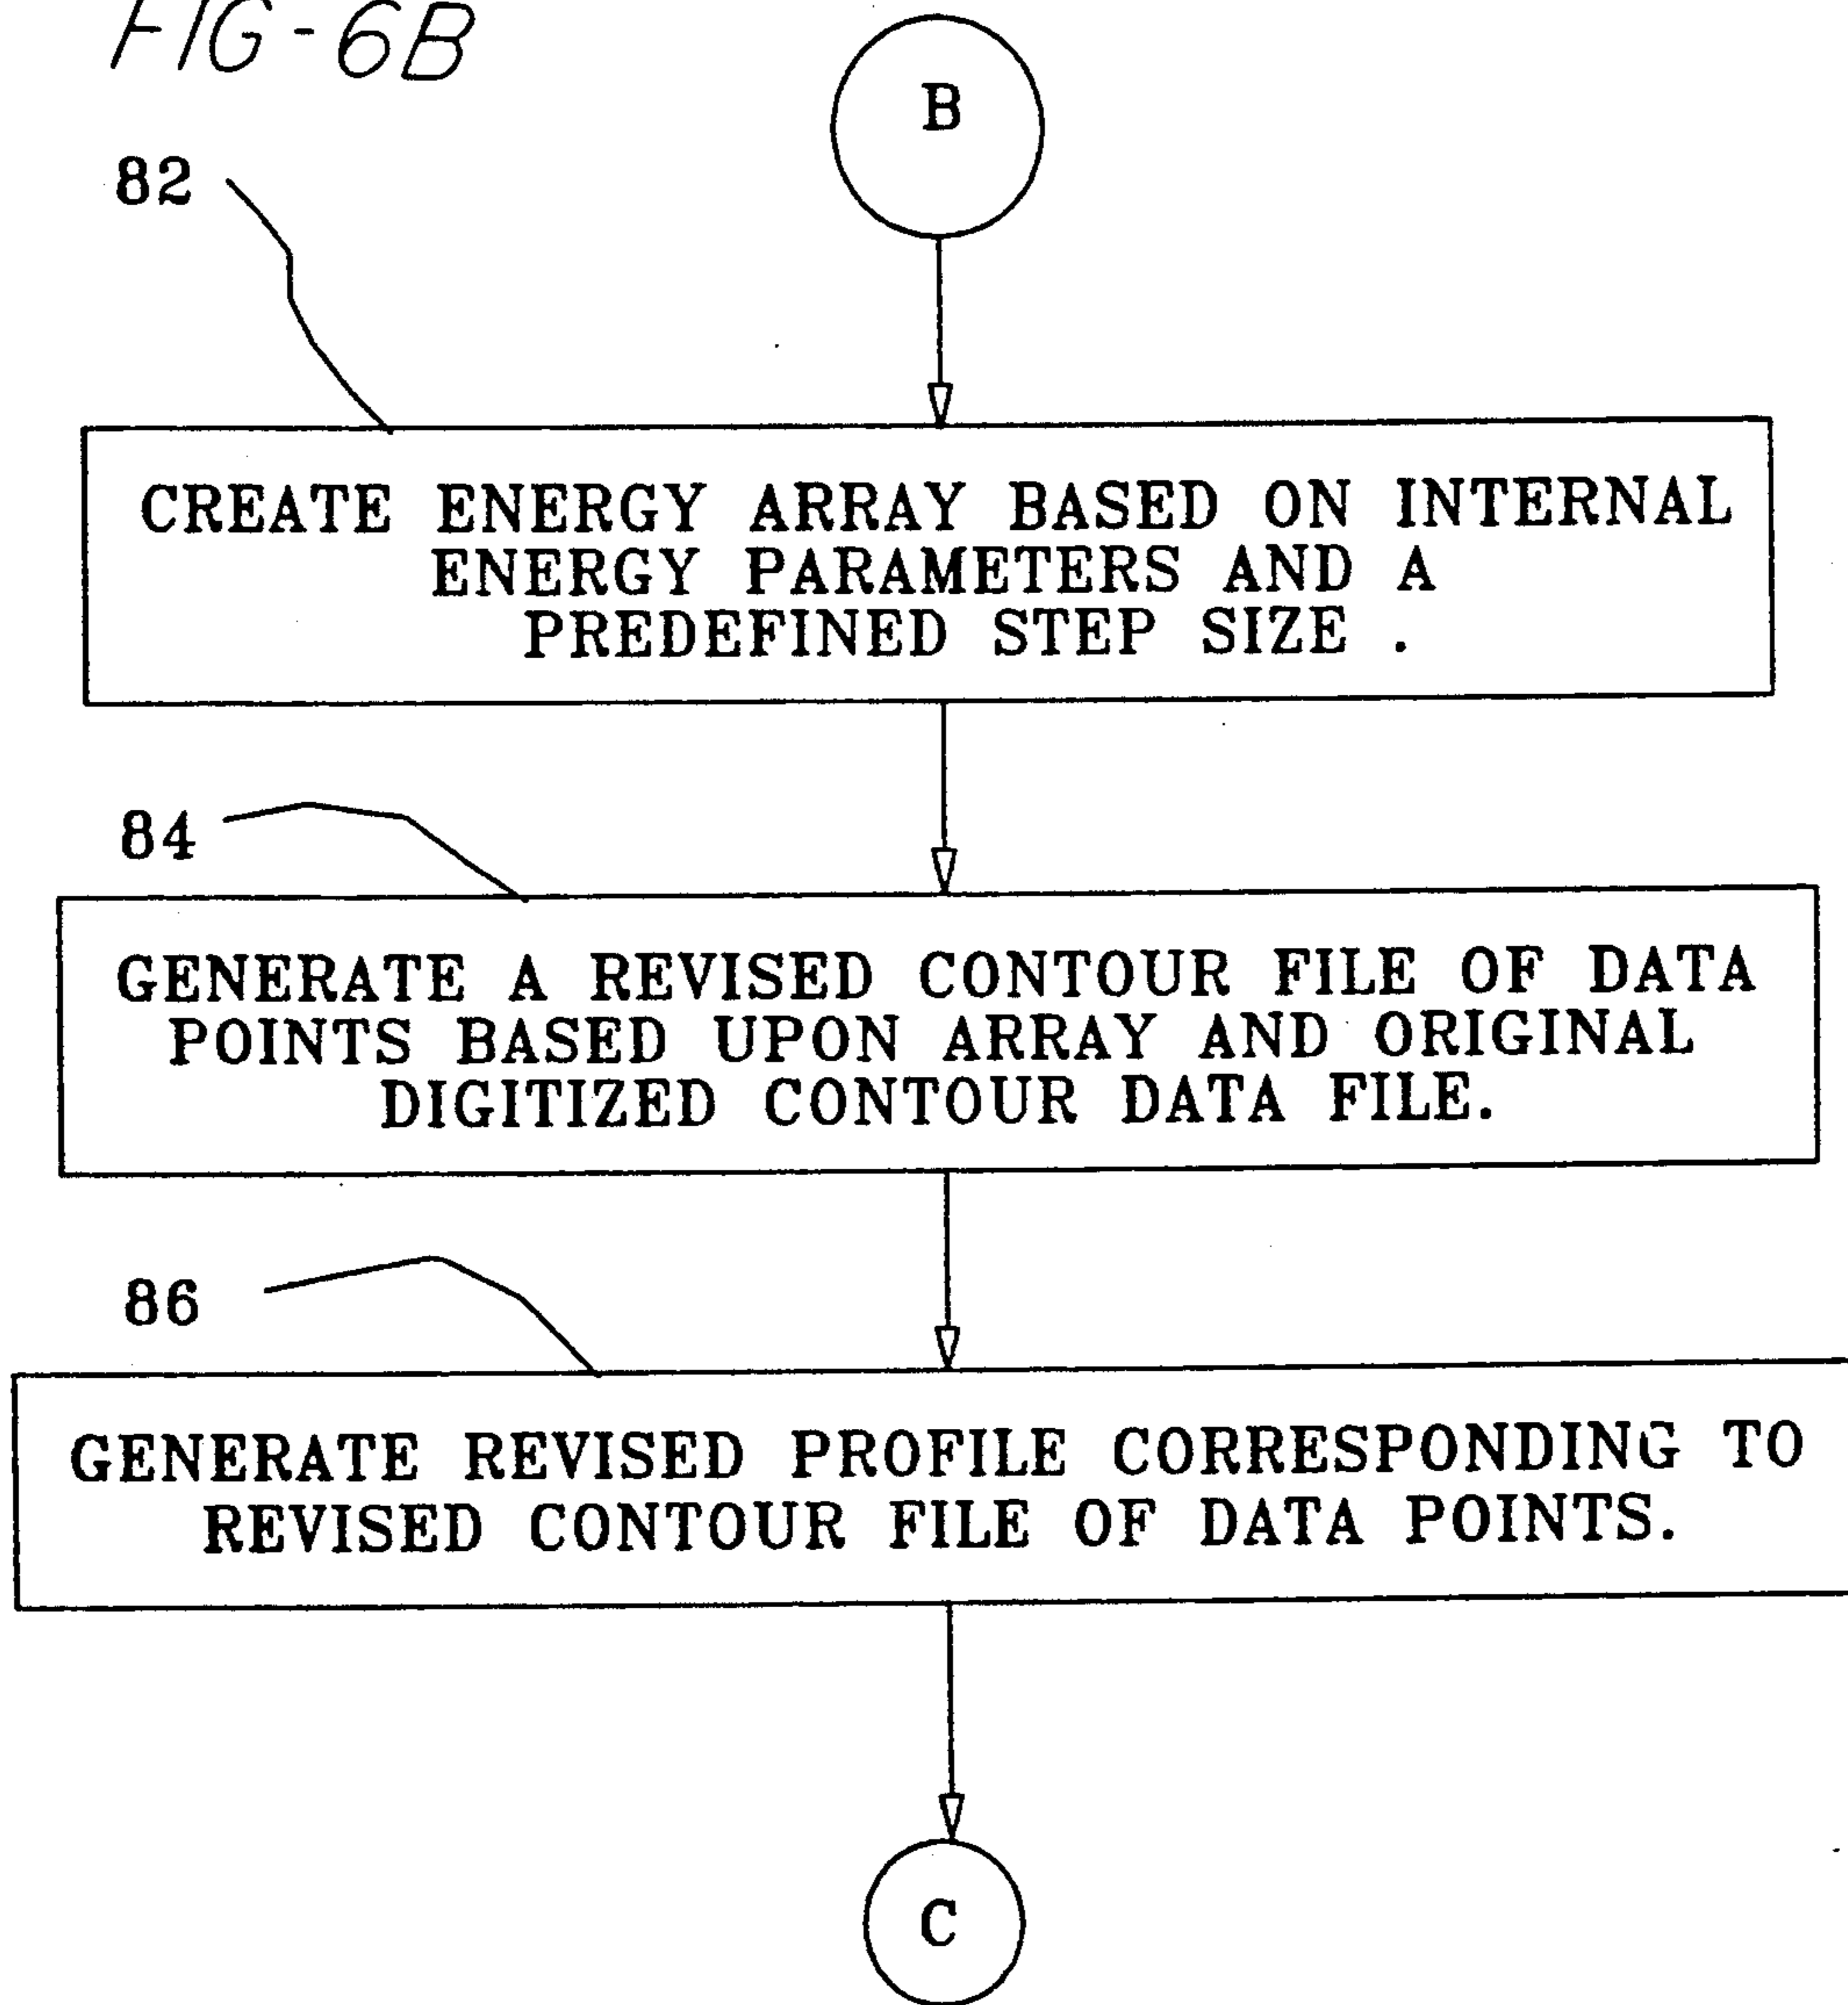 FIG-6B
B
82
CREATE ENERGY ARRAY BASED ON INTERNAL
ENERGY PARAMETERS AND A
PREDEFINED STEP SIZE .
84
GENERATE A REVISED CONTOUR FILE OF DATA
POINTS BASED UPON ARRAY AND ORIGINAL
DIGITIZED CONTOUR DATA FILE.
86
GENERATE REVISED PROFILE CORRESPONDING TO
REVISED CONTOUR FILE OF DATA POINTS.
C